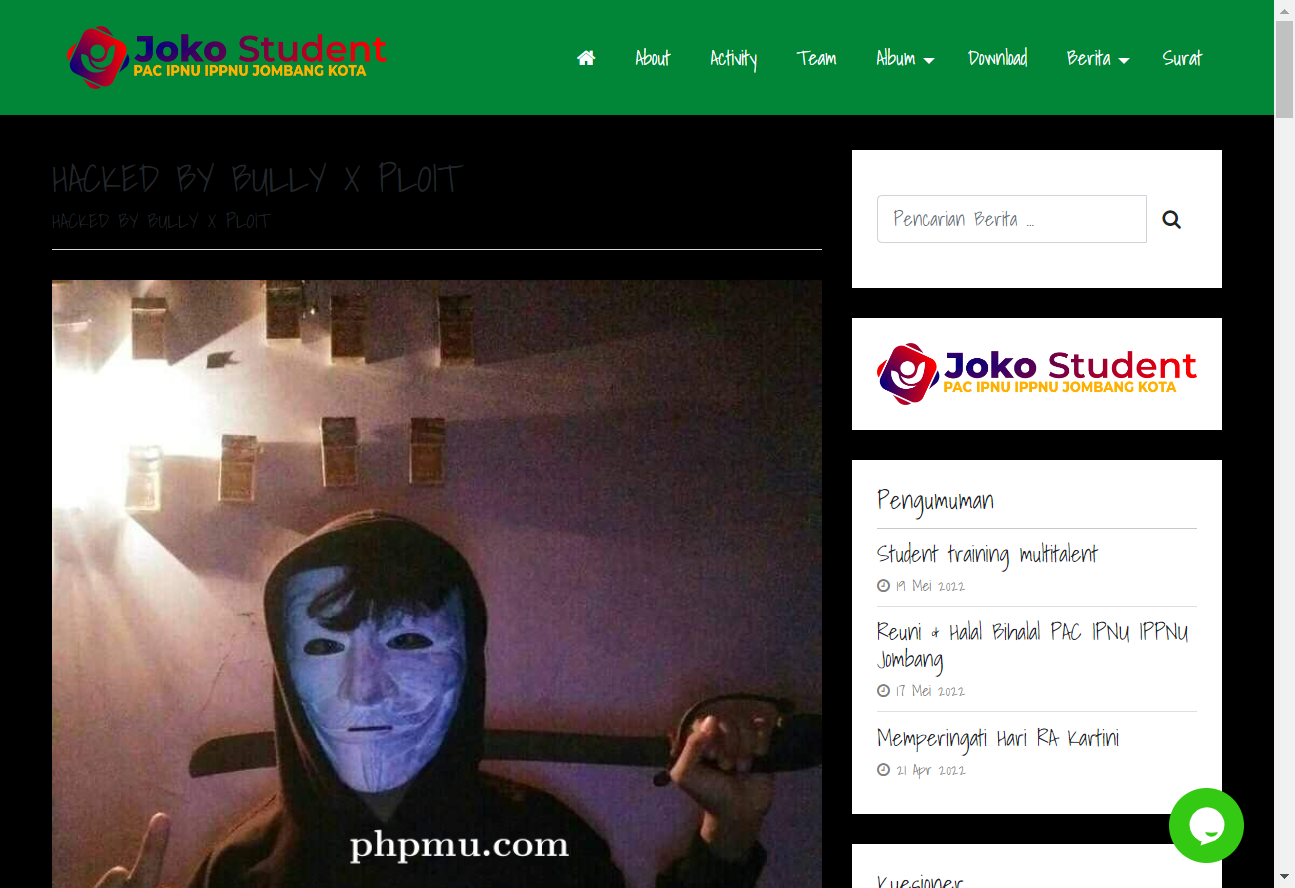 Joko Student
PAC IPNU IPPNU JOMBANG KOTA
About Activity Team Album Download Berita Surat
HACKED BY BULLY X PLOIT
HACKED BY BULLY X PLOIT
phpmu.com
Pencarian Berita ...
Joko Student
PAC IPNU IPPNU JOMBANG KOTA
Pengumuman
Student training multitalent
19 Mei 2022
Reuni & Halal Bihalal PAC IPNU IPPNU
Jombang
17 Mei 2022
Memperingati Hari RA Kartini
21 Apr 2022
Kuesioner